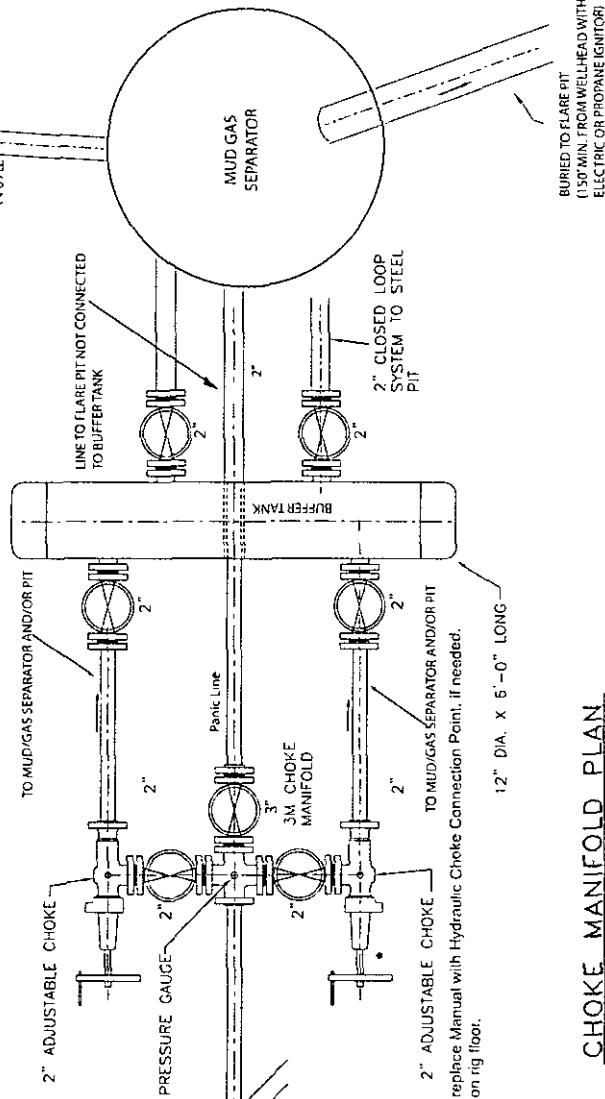 MUD GAS
SEPARATOR
BURIED TO FLARE PIT
(150' MIN. FROM WELLHEAD WITH
ELECTRIC OR PROPANE IGNITOR)
LINE TO FLARE PIT NOT CONNECTED
TO BUFFER TANK
2"
2"
2" CLOSED LOOP
SYSTEM TO STEEL
PIT
2"
BUFFER TANK
TO MUD/GAS SEPARATOR AND/OR PIT
2"
2"
Panic Line
3"
3M CHOKE
MANIFOLD
2" ADJUSTABLE CHOKE
2"
PRESSURE GAUGE
2"
2"
2"
TO MUD/GAS SEPARATOR AND/OR PIT
12" DIA. X 6'-0" LONG
2" ADJUSTABLE CHOKE
replace Manual with Hydraulic Choke Connection Point, if needed.
on rig floor.
CHOKE MANIFOLD PLAN